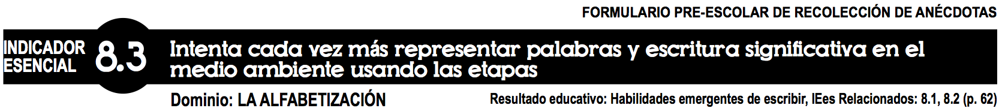 FORMULARIO PRE-ESCOLAR DE RECOLECCIÓN DE ANÉCDOTAS
INDICADOR
ESENCIAL
8.3
Intenta cada vez más representar palabras y escritura significativa en el
medio ambiente usando las etapas
Dominio: LA ALFABETIZACIÓN
Resultado educativo: Habilidades emergentes de escribir, IEes Relacionados: 8.1, 8.2 (p. 62)